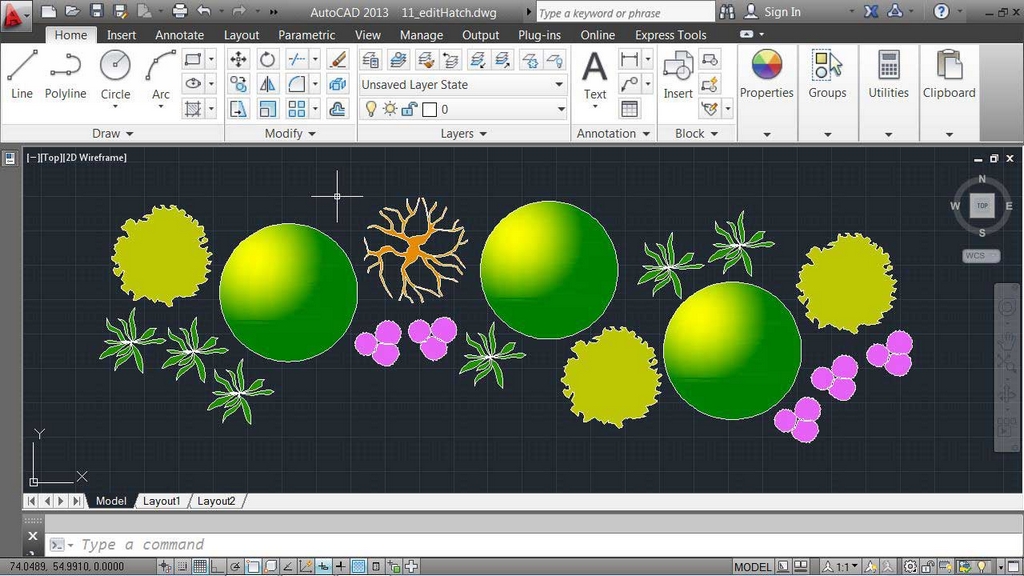 AutoCAD 2013 11_editHatch.dwg Type a keyword or phrase Sign In
Home Insert Annotate Layout Parametric View Manage Output Plug-ins Online Express Tools
Line Polyline Circle Arc Text Insert Properties Groups Utilities Clipboard
Unsaved Layer State
0
Draw Modify Layers Annotation Block
[−][Top][2D Wireframe]
N
W TOP E
S
WCS
Y
X
Model Layout1 Layout2
Type a command
74.0489, 54.9910, 0.0000 MODEL 1:1